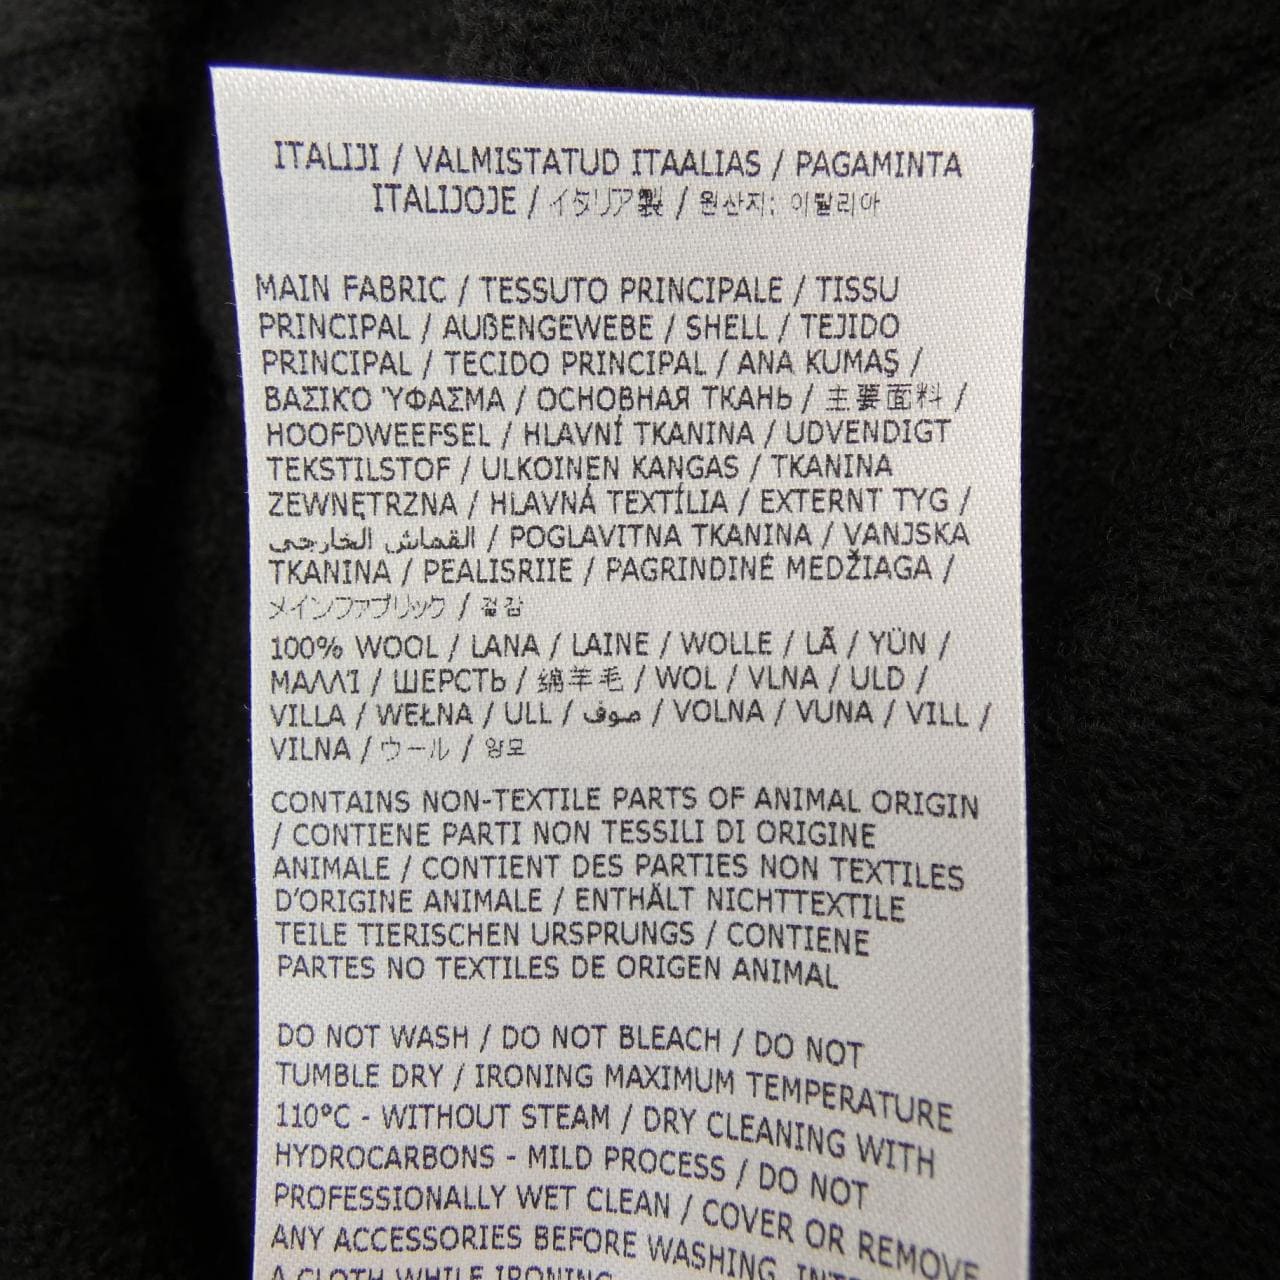 ITALIJI / VALMISTATUD ITAALIAS / PAGAMINTA
ITALIJOJE / イタリア製 / 원산지: 이탈리아
MAIN FABRIC / TESSUTO PRINCIPALE / TISSU
PRINCIPAL / AUßENGEWEBE / SHELL / TEJIDO
PRINCIPAL / TECIDO PRINCIPAL / ANA KUMAŞ /
ΒΑΣΙΚΟ ΎΦΑΣΜΑ / ОСНОВНАЯ ТКАНЬ / 主要面料 /
HOOFDWEEFSEL / HLAVNÍ TKANINA / UDVENDIGT
TEKSTILSTOF / ULKOINEN KANGAS / TKANINA
ZEWNĘTRZNA / HLAVNÁ TEXTÍLIA / EXTERNT TYG /
القماش الخارجي / POGLAVITNA TKANINA / VANJSKA
TKANINA / PEALISRIIE / PAGRINDINĖ MEDŽIAGA /
メインファブリック / 겉감
100% WOOL / LANA / LAINE / WOLLE / LÃ / YÜN /
ΜΑΛΛΊ / ШЕРСТЬ / 绵羊毛 / WOL / VLNA / ULD /
VILLA / WEŁNA / ULL / صوف / VOLNA / VUNA / VILL /
VILNA / ウール / 양모
CONTAINS NON-TEXTILE PARTS OF ANIMAL ORIGIN
/ CONTIENE PARTI NON TESSILI DI ORIGINE
ANIMALE / CONTIENT DES PARTIES NON TEXTILES
D'ORIGINE ANIMALE / ENTHÄLT NICHTTEXTILE
TEILE TIERISCHEN URSPRUNGS / CONTIENE
PARTES NO TEXTILES DE ORIGEN ANIMAL
DO NOT WASH / DO NOT BLEACH / DO NOT
TUMBLE DRY / IRONING MAXIMUM TEMPERATURE
110°C - WITHOUT STEAM / DRY CLEANING WITH
HYDROCARBONS - MILD PROCESS / DO NOT
PROFESSIONALLY WET CLEAN / COVER OR REMOVE
ANY ACCESSORIES BEFORE WASHING,
A CLOTH WHILE IRONING